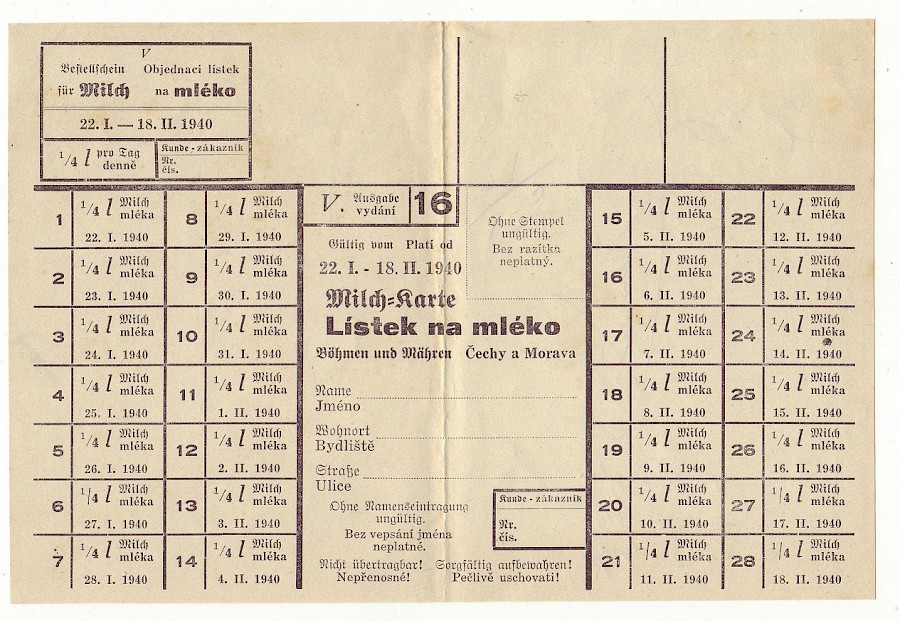 V
Bestellschein Objednací lístek
für Milch na mléko
22. I. — 18. II. 1940
1/4 l pro Tag denně
Kunde - zákazník
Nr.
čís.
1 1/4 l Milch mléka 22. I. 1940
2 1/4 l Milch mléka 23. I. 1940
3 1/4 l Milch mléka 24. I. 1940
4 1/4 l Milch mléka 25. I. 1940
5 1/4 l Milch mléka 26. I. 1940
6 1/4 l Milch mléka 27. I. 1940
7 1/4 l Milch mléka 28. I. 1940
8 1/4 l Milch mléka 29. I. 1940
9 1/4 l Milch mléka 30. I. 1940
10 1/4 l Milch mléka 31. I. 1940
11 1/4 l Milch mléka 1. II. 1940
12 1/4 l Milch mléka 2. II. 1940
13 1/4 l Milch mléka 3. II. 1940
14 1/4 l Milch mléka 4. II. 1940
V. Ausgabe vydání 16
Ohne Stempel
ungültig.
Bez razítka
neplatný.
Gültig vom Platí od
22. I. - 18. II. 1940
Milch-Karte
Lístek na mléko
Böhmen und Mähren Čechy a Morava
Name
Jméno
Wohnort
Bydliště
Straße
Ulice
Ohne Namenseintragung
ungültig.
Bez vepsání jména
neplatné.
Kunde - zákazník
Nr.
čís.
Nicht übertragbar! Sorgfältig aufbewahren!
Nepřenosné! Pečlivě uschovati!
15 1/4 l Milch mléka 5. II. 1940
16 1/4 l Milch mléka 6. II. 1940
17 1/4 l Milch mléka 7. II. 1940
18 1/4 l Milch mléka 8. II. 1940
19 1/4 l Milch mléka 9. II. 1940
20 1/4 l Milch mléka 10. II. 1940
21 1/4 l Milch mléka 11. II. 1940
22 1/4 l Milch mléka 12. II. 1940
23 1/4 l Milch mléka 13. II. 1940
24 1/4 l Milch mléka 14. II. 1940
25 1/4 l Milch mléka 15. II. 1940
26 1/4 l Milch mléka 16. II. 1940
27 1/4 l Milch mléka 17. II. 1940
28 1/4 l Milch mléka 18. II. 1940